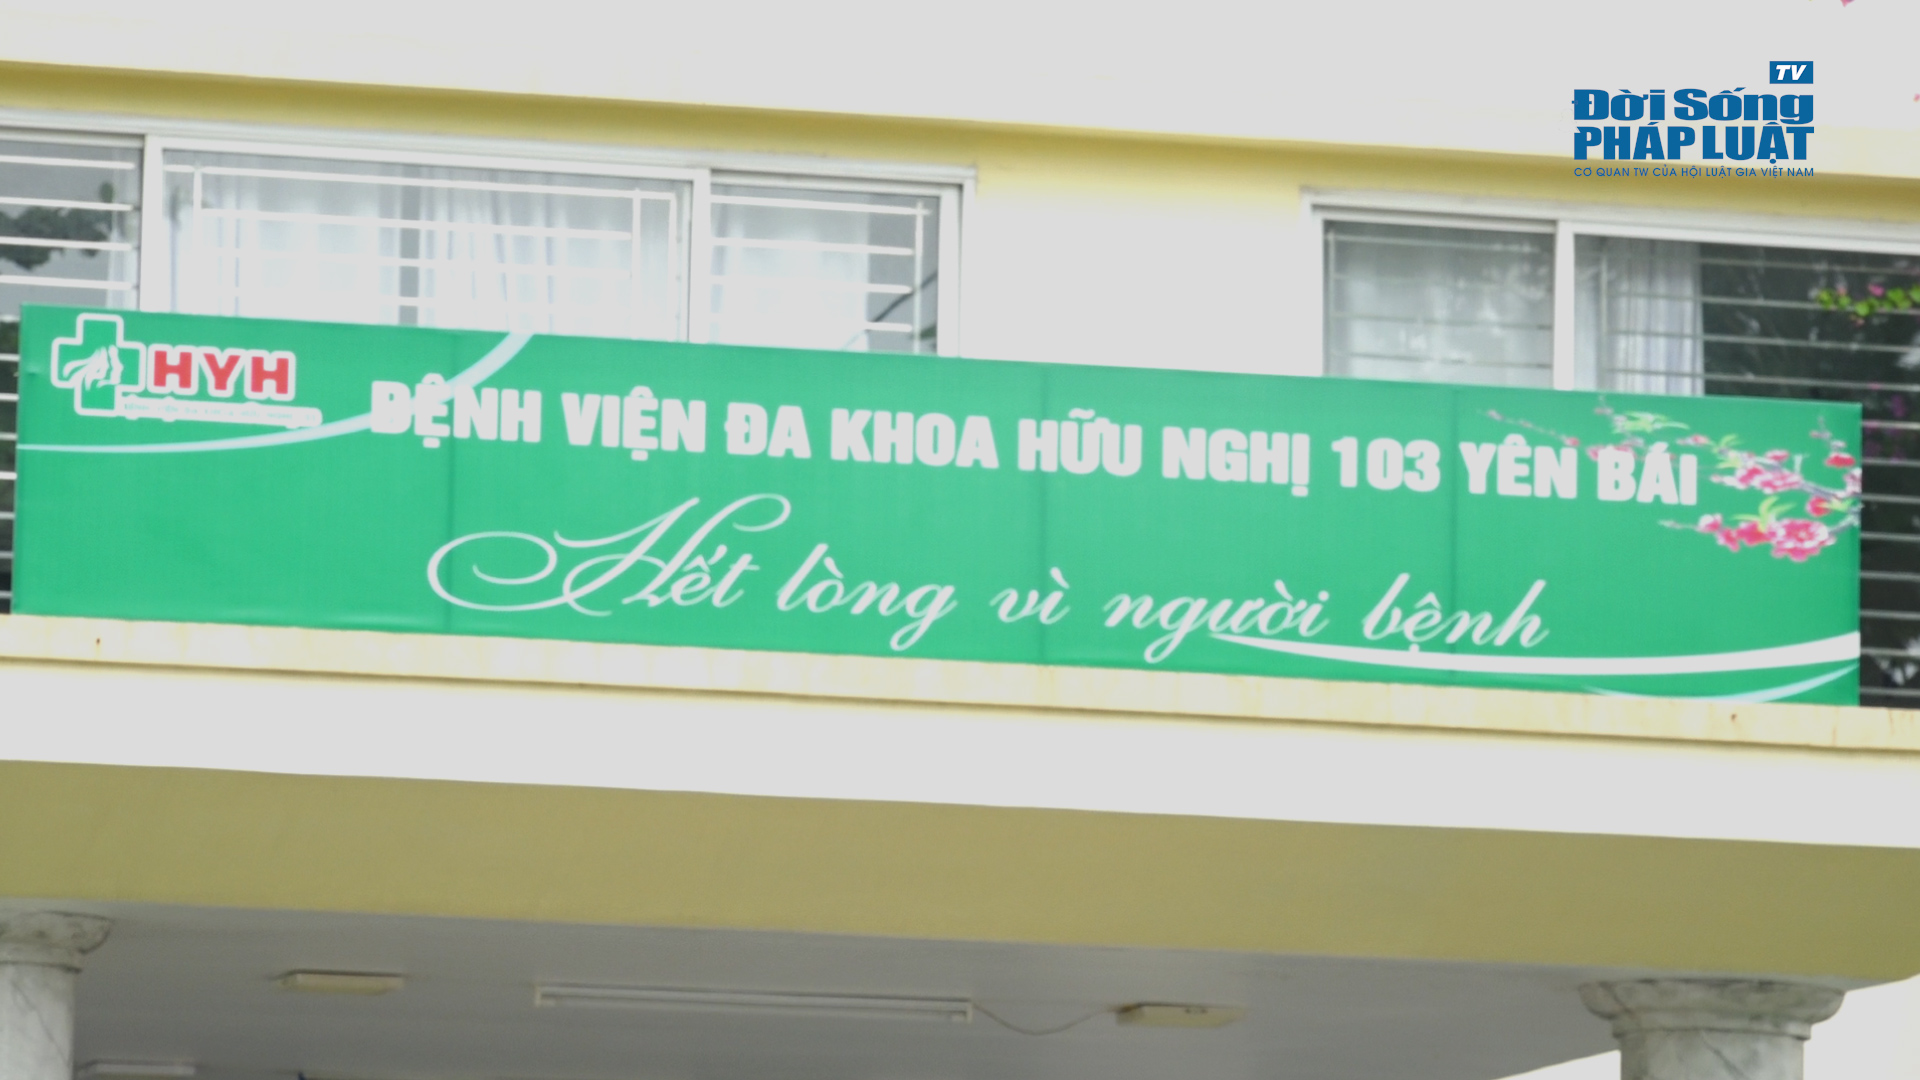 TV
Đời Sống
PHÁP LUẬT
CƠ QUAN TW CỦA HỘI LUẬT GIA VIỆT NAM
HYH
BỆNH VIỆN ĐA KHOA HỮU NGHỊ 103 YÊN BÁI
Hết lòng vì người bệnh